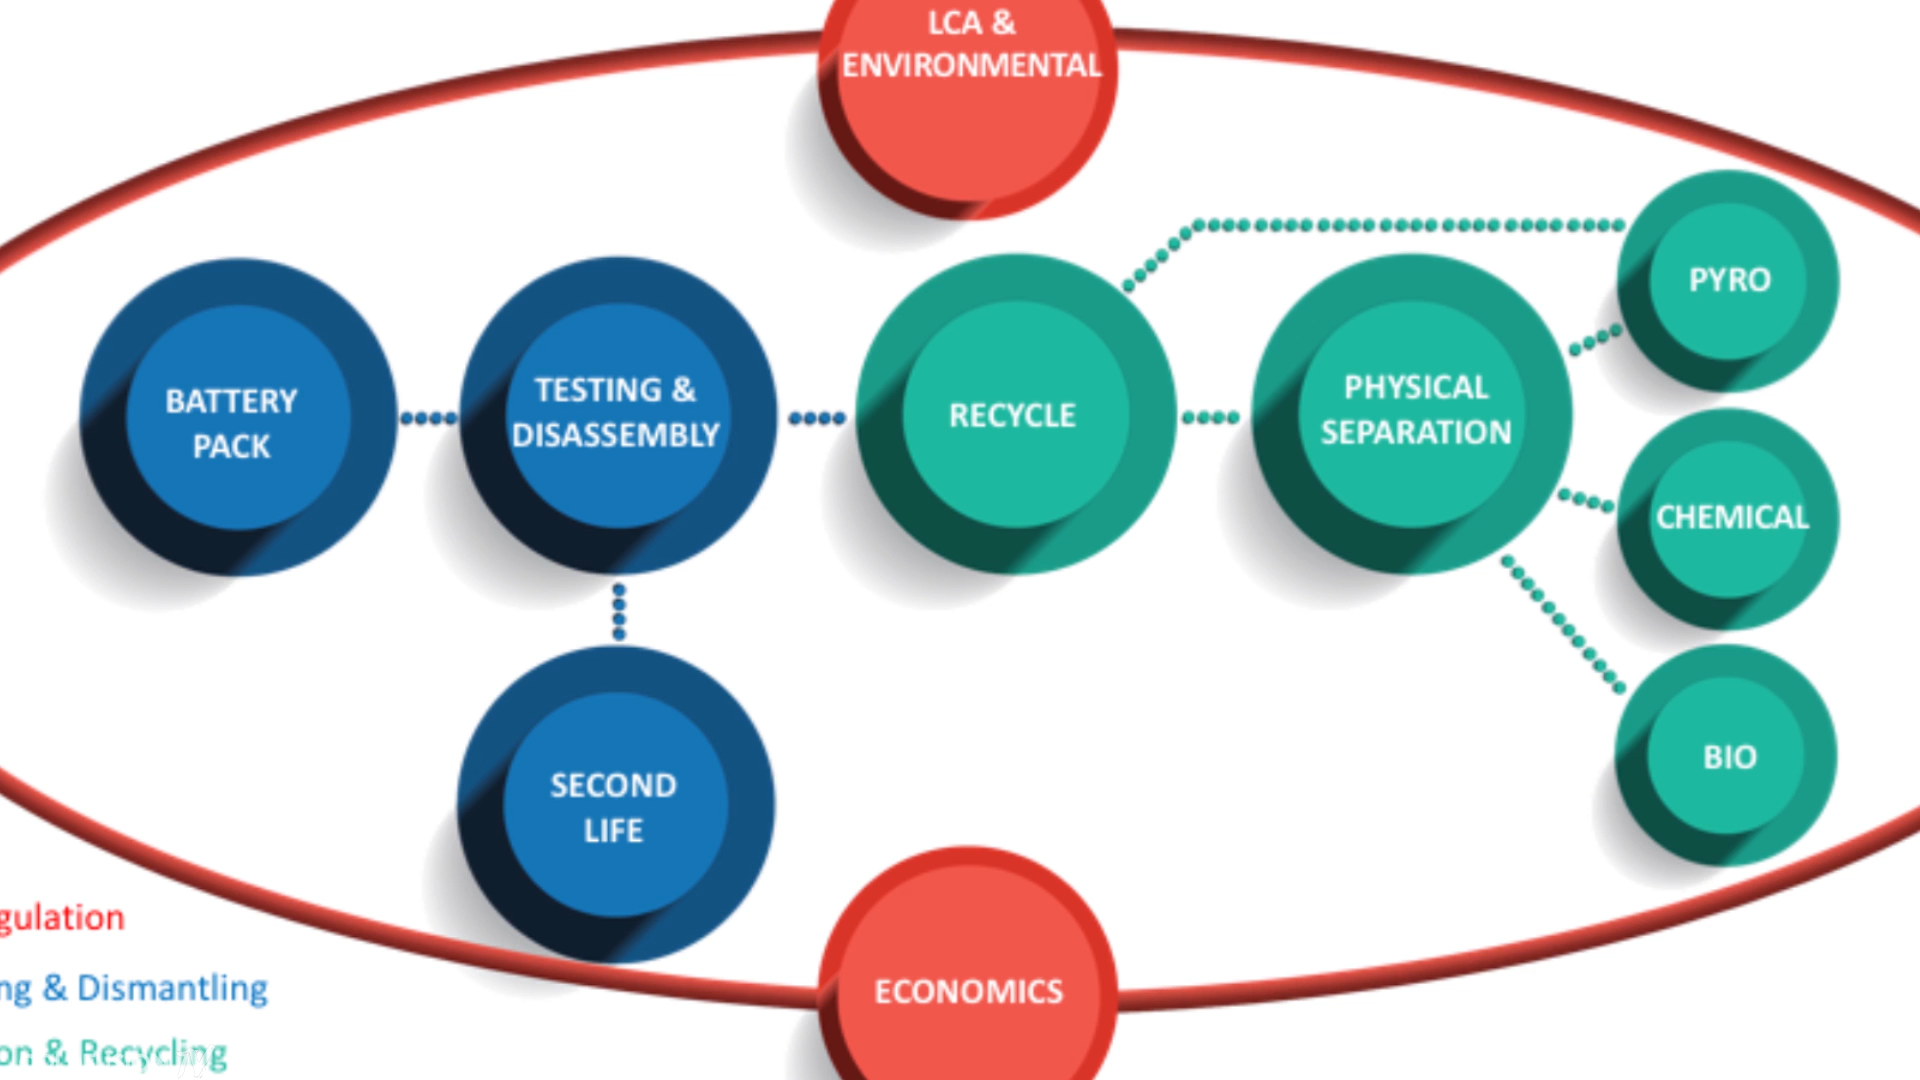 LCA &
ENVIRONMENTAL
BATTERY
PACK
TESTING &
DISASSEMBLY
RECYCLE
PHYSICAL
SEPARATION
PYRO
CHEMICAL
BIO
SECOND
LIFE
ECONOMICS
gulation
ng & Dismantling
on & Recycling